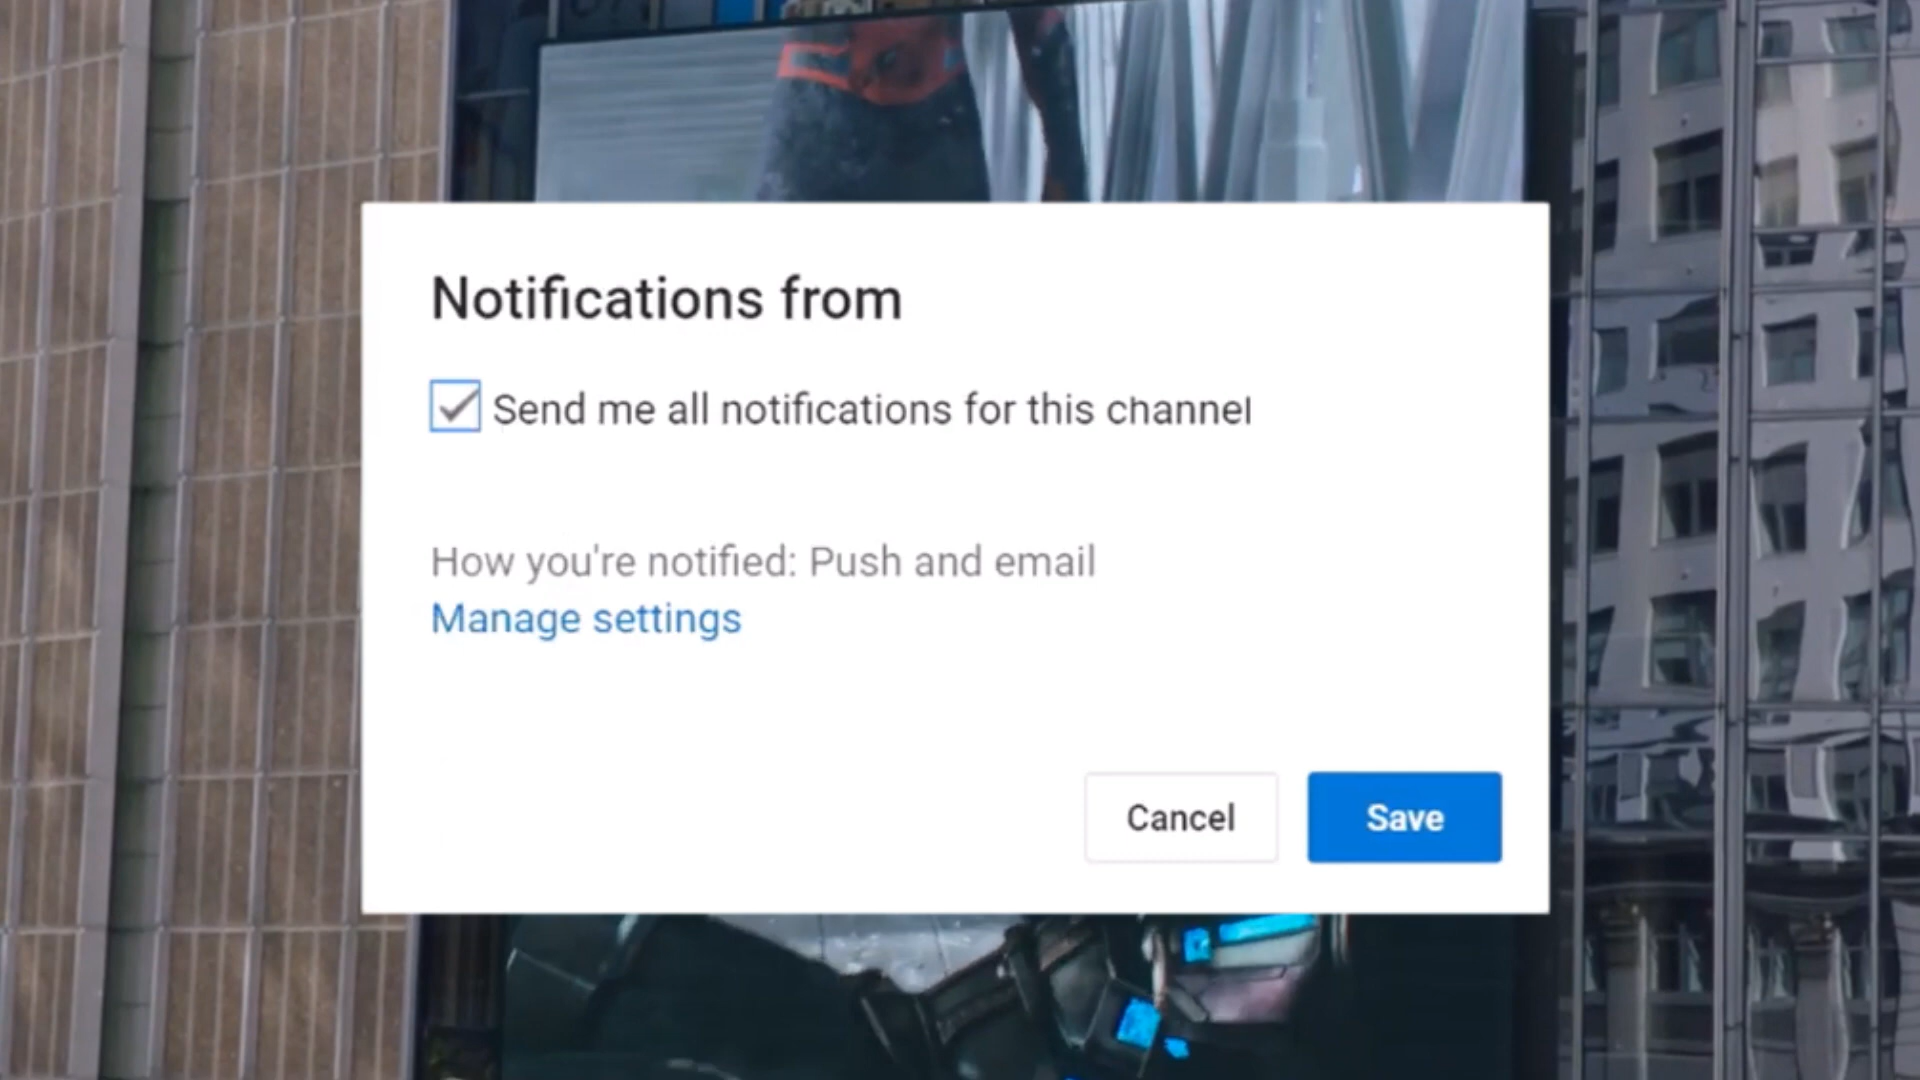 Notifications from
Send me all notifications for this channel
How you're notified: Push and email
Manage settings
Cancel
Save